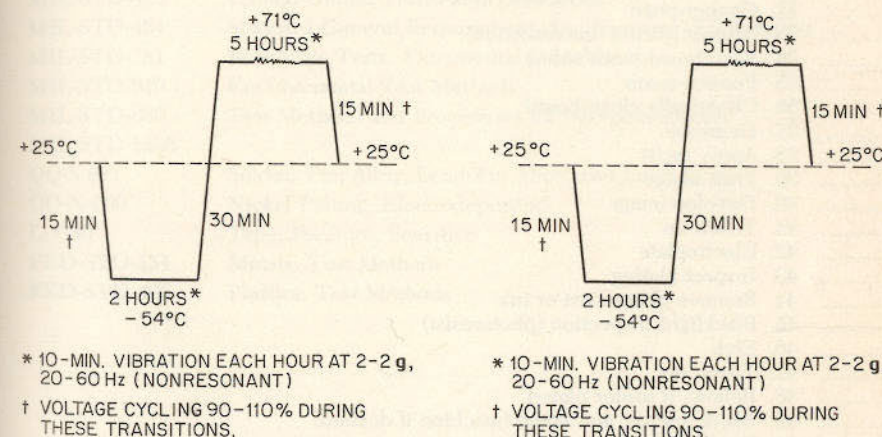 +71°C
5 HOURS*
15 MIN †
+25°C
+25°C
15 MIN
†
30 MIN
2 HOURS*
−54°C
* 10-MIN. VIBRATION EACH HOUR AT 2-2 g,
20-60 Hz (NONRESONANT)
† VOLTAGE CYCLING 90-110% DURING
THESE TRANSITIONS.
+71°C
5 HOURS*
15 MIN †
+25°C
+25°C
15 MIN
†
30 MIN
2 HOURS*
−54°C
* 10-MIN. VIBRATION EACH HOUR AT 2-2 g
20-60 Hz (NONRESONANT)
† VOLTAGE CYCLING 90-110% DURING
THESE TRANSITIONS